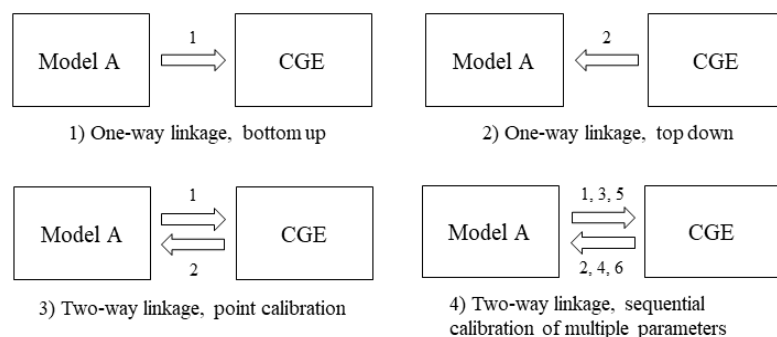 1
Model A
CGE
1) One-way linkage, bottom up
2
Model A
CGE
2) One-way linkage, top down
1
Model A
CGE
2
3) Two-way linkage, point calibration
1, 3, 5
Model A
CGE
2, 4, 6
4) Two-way linkage, sequential
calibration of multiple parameters